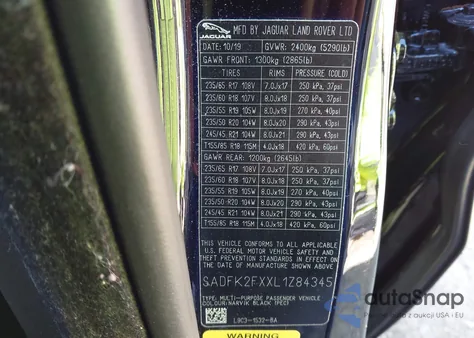 JAGUAR
MFD BY JAGUAR LAND ROVER LTD
DATE: 10/19 GVWR: 2400kg (5290lb)
GAWR FRONT: 1300kg (2865lb)
TIRES RIMS PRESSURE (COLD)
235/65 R17 108V 7.0Jx17 250 kPa, 37psi
235/60 R18 107V 8.0Jx18 250 kPa, 37psi
235/55 R19 105W 8.0Jx19 270 kPa, 40psi
235/50 R20 104W 8.0Jx20 290 kPa, 43psi
245/45 R21 104W 8.0Jx21 290 kPa, 43psi
T155/85 R18 115M 4.0Jx18 420 kPa, 60psi
GAWR REAR: 1200kg (2645lb)
235/65 R17 108V 7.0Jx17 250 kPa, 37psi
235/60 R18 107V 8.0Jx18 250 kPa, 37psi
235/55 R19 105W 8.0Jx19 270 kPa, 40psi
235/50 R20 104W 8.0Jx20 290 kPa, 43psi
245/45 R21 104W 8.0Jx21 290 kPa, 43psi
T155/85 R18 115M 4.0Jx18 420 kPa, 60psi
THIS VEHICLE CONFORMS TO ALL APPLICABLE
U.S. FEDERAL MOTOR VEHICLE SAFETY AND
THEFT PREVENTION STANDARDS IN EFFECT ON
THE DATE OF MANUFACTURE SHOWN ABOVE
SADFK2FXXL1Z84345
TYPE: MULTI-PURPOSE PASSENGER VEHICLE
COLOUR: NARVIK BLACK (PEC)
L8C3-1532-BA
WARNING
autoSnap
Dostawca aukcji USA i EU